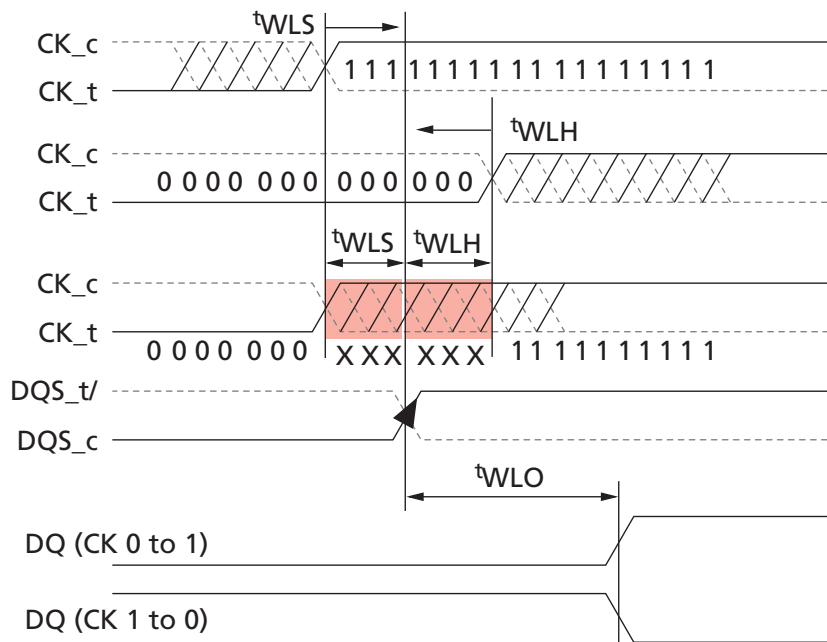 tWLS
CK_c
1 1 1 1 1 1 1 1 1 1 1 1 1 1 1 1 1
CK_t
tWLH
CK_c
0 0 0 0 0 0 0 0 0 0 0 0 0
CK_t
tWLS tWLH
CK_c
CK_t
0 0 0 0 0 0 0 X X X X X X 1 1 1 1 1 1 1 1 1
DQS_t/
DQS_c
tWLO
DQ (CK 0 to 1)
DQ (CK 1 to 0)